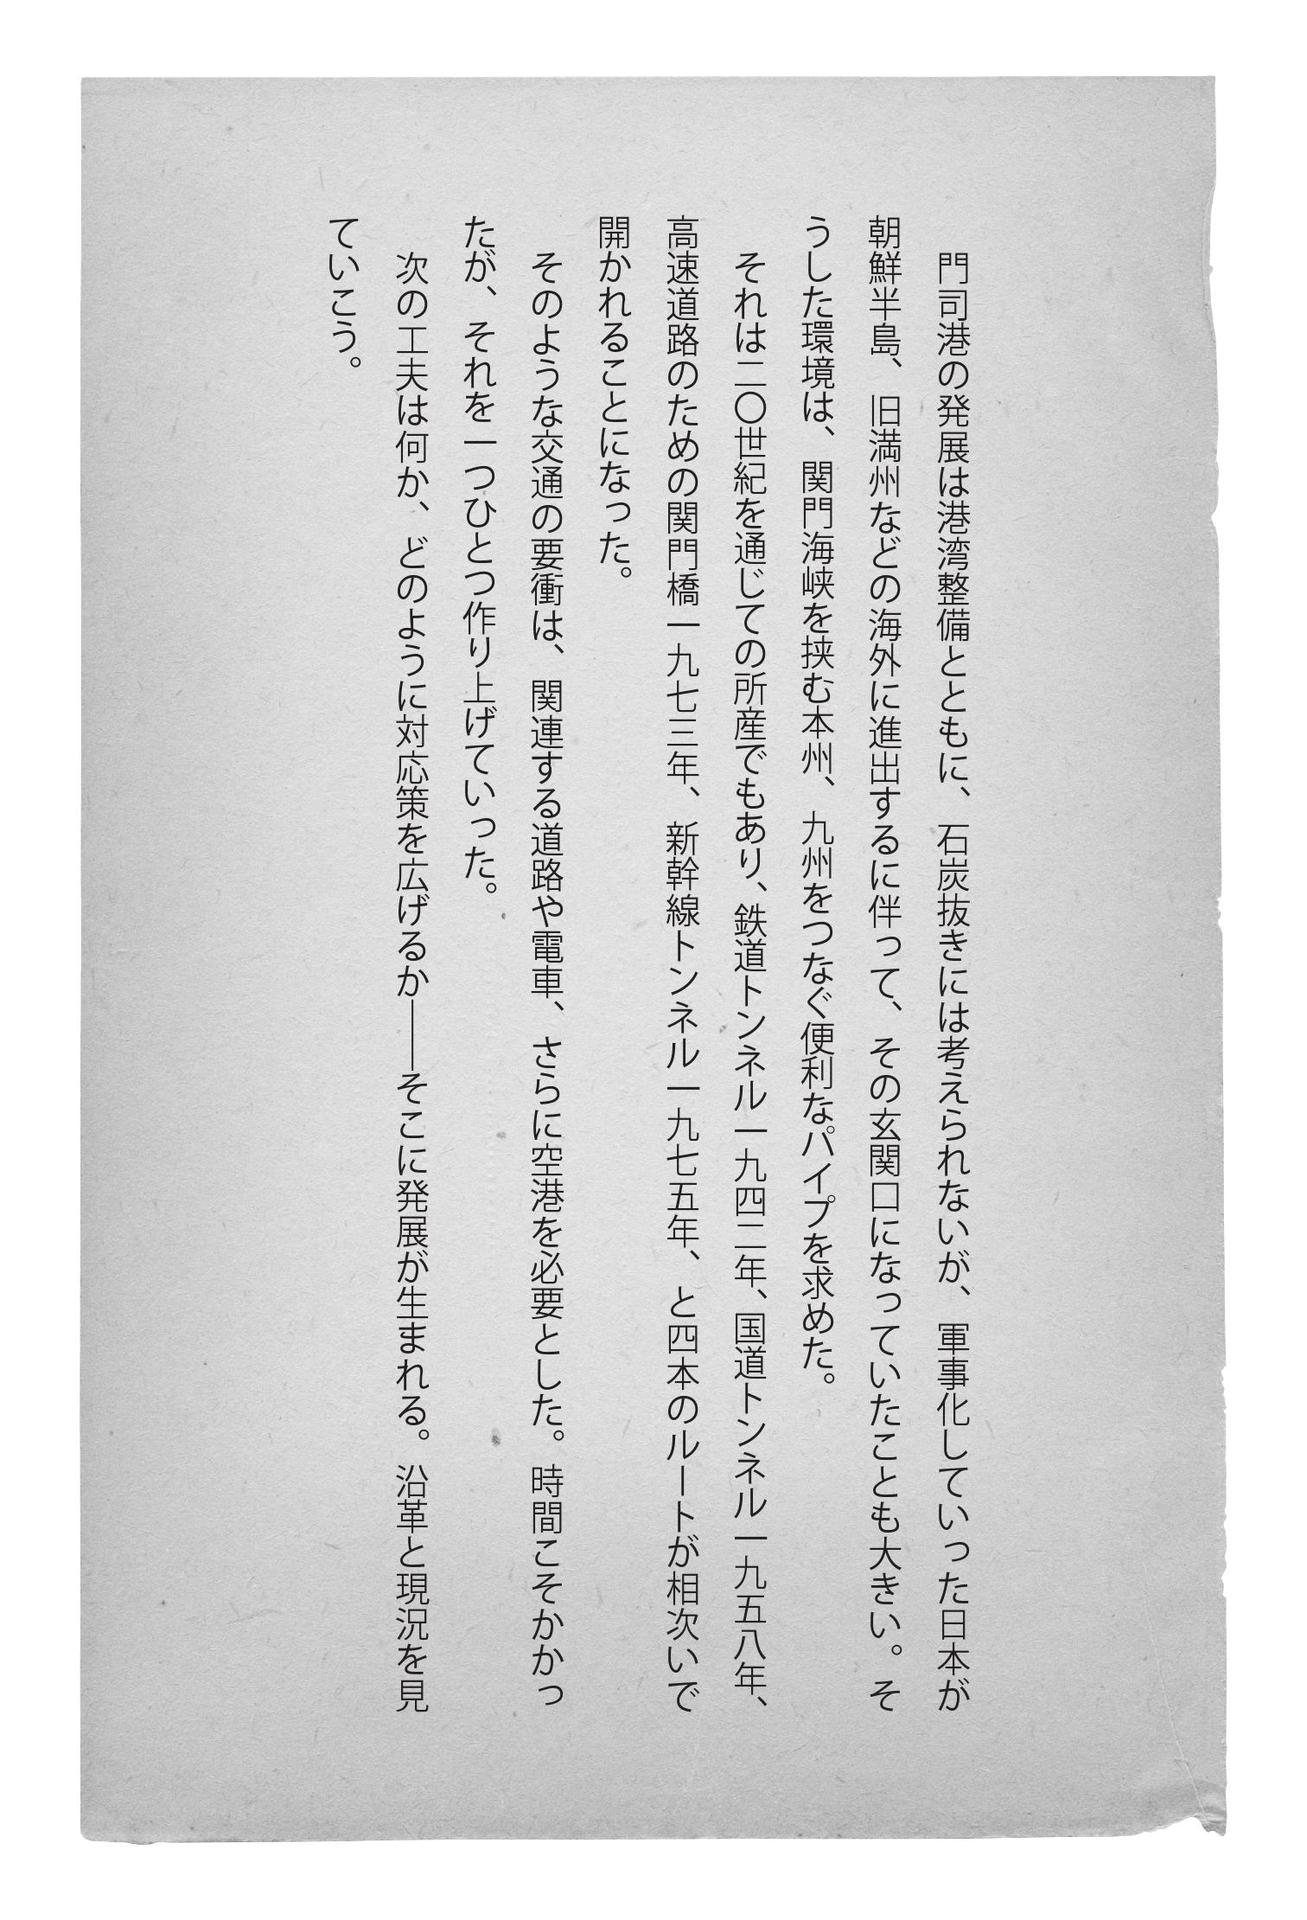 門司港の発展は港湾整備とともに、石炭抜きには考えられないが、軍事化していった日本が
朝鮮半島、旧満州などの海外に進出するに伴って、その玄関口になっていたことも大きい。そ
うした環境は、関門海峡を挟む本州、九州をつなぐ便利なパイプを求めた。
　それは二〇世紀を通じての所産でもあり、鉄道トンネル一九四二年、国道トンネル一九五八年、
高速道路のための関門橋一九七三年、新幹線トンネル一九七五年、と四本のルートが相次いで
開かれることになった。
　そのような交通の要衝は、関連する道路や電車、さらに空港を必要とした。時間こそかかっ
たが、それを一つひとつ作り上げていった。
　次の工夫は何か、どのように対応策を広げるか――そこに発展が生まれる。沿革と現況を見
ていこう。